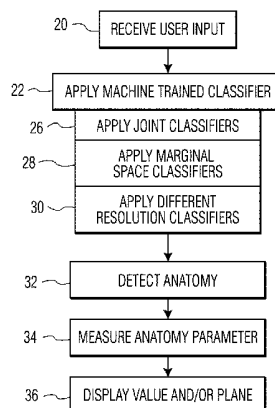 20
RECEIVE USER INPUT
22
APPLY MACHINE TRAINED CLASSIFIER
26
APPLY JOINT CLASSIFIERS
28
APPLY MARGINAL
SPACE CLASSIFIERS
30
APPLY DIFFERENT
RESOLUTION CLASSIFIERS
32
DETECT ANATOMY
34
MEASURE ANATOMY PARAMETER
36
DISPLAY VALUE AND/OR PLANE